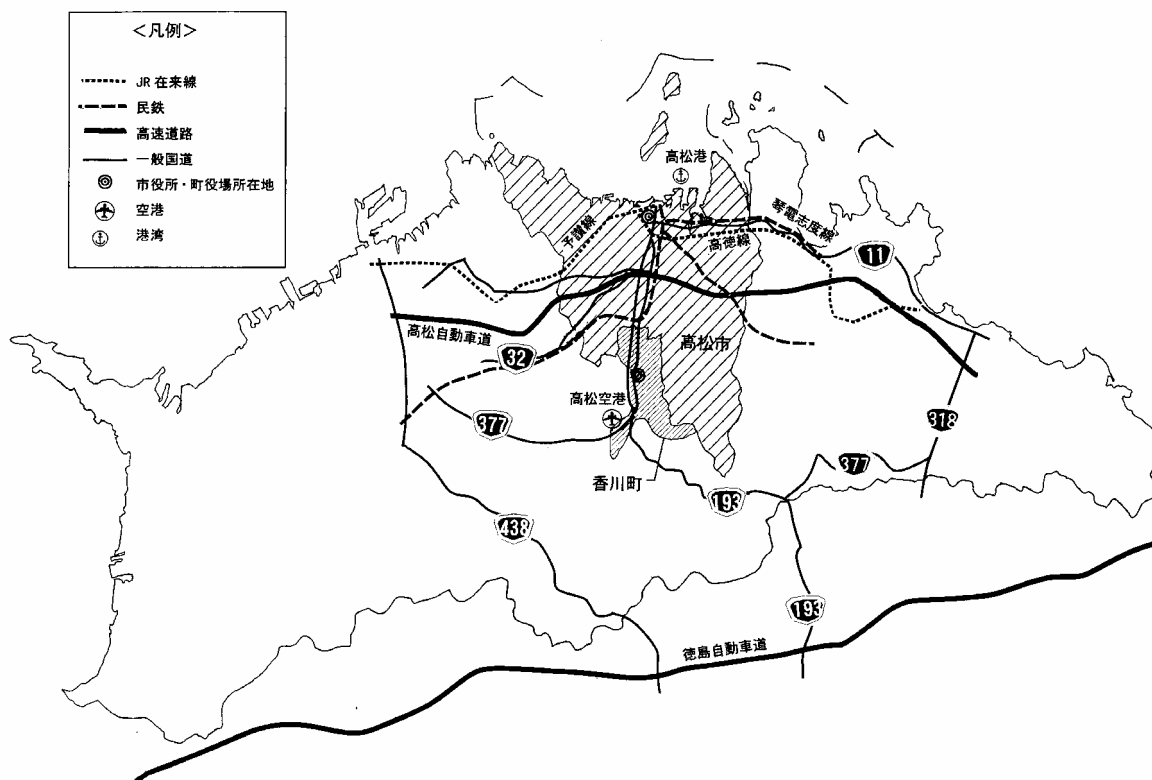 ＜凡例＞
JR在来線
民鉄
高速道路
一般国道
市役所・町役場所在地
空港
港湾
高松港
琴電志度線
予讃線
高徳線
11
高松自動車道
高松市
32
高松空港
377
318
377
香川町
193
438
193
徳島自動車道